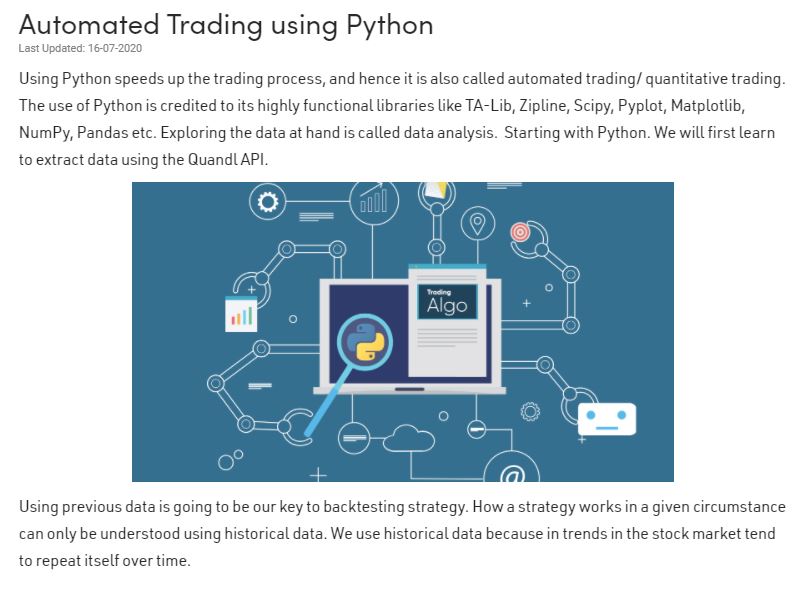 Automated Trading using Python
Last Updated: 16-07-2020
Using Python speeds up the trading process, and hence it is also called automated trading/ quantitative trading.
The use of Python is credited to its highly functional libraries like TA-Lib, Zipline, Scipy, Pyplot, Matplotlib,
NumPy, Pandas etc. Exploring the data at hand is called data analysis.  Starting with Python. We will first learn
to extract data using the Quandl API.
Trading
Algo
@
Using previous data is going to be our key to backtesting strategy. How a strategy works in a given circumstance
can only be understood using historical data. We use historical data because in trends in the stock market tend
to repeat itself over time.